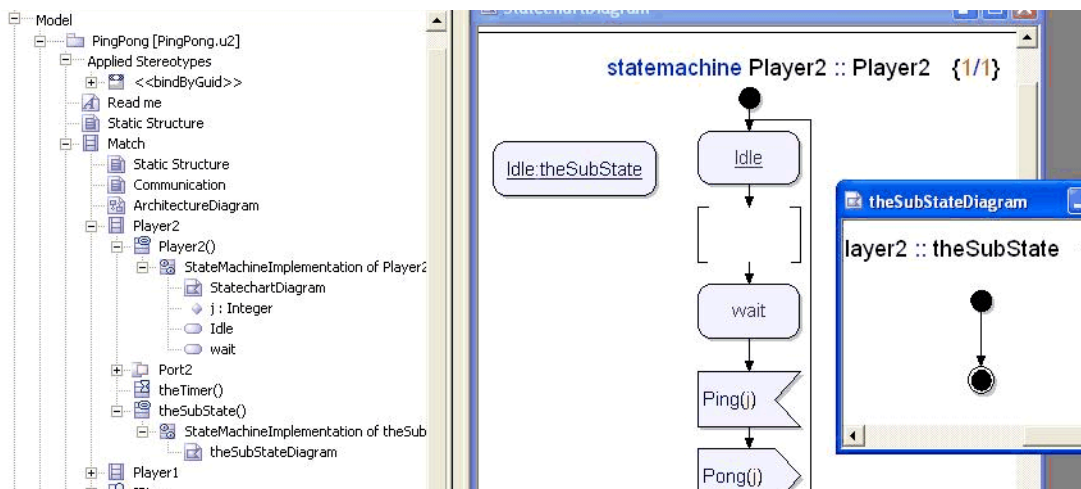 Model
PingPong [PingPong.u2]
Applied Stereotypes
<<bindByGuid>>
Read me
Static Structure
Match
Static Structure
Communication
ArchitectureDiagram
Player2
Player2()
StateMachineImplementation of Player2
StatechartDiagram
j : Integer
Idle
wait
Port2
theTimer()
theSubState()
StateMachineImplementation of theSub
theSubStateDiagram
Player1
StatechartDiagram
statemachine Player2 :: Player2 {1/1}
Idle:theSubState
Idle
wait
Ping(j)
Pong(j)
theSubStateDiagram
layer2 :: theSubState